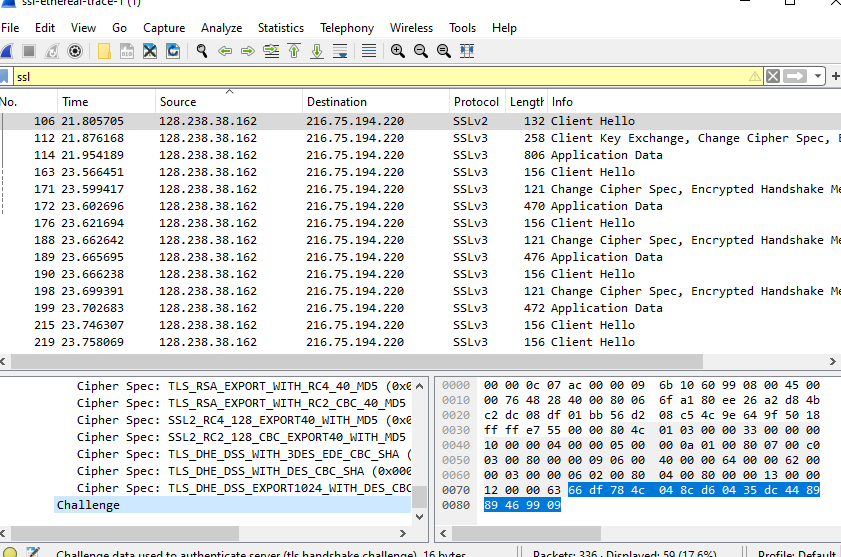 ssl-ethereal-trace-1 (1)
File Edit View Go Capture Analyze Statistics Telephony Wireless Tools Help
ssl
No. Time Source Destination Protocol Length Info
106 21.805705 128.238.38.162 216.75.194.220 SSLv2 132 Client Hello
112 21.876168 128.238.38.162 216.75.194.220 SSLv3 258 Client Key Exchange, Change Cipher Spec, E
114 21.954189 128.238.38.162 216.75.194.220 SSLv3 806 Application Data
163 23.566451 128.238.38.162 216.75.194.220 SSLv3 156 Client Hello
171 23.599417 128.238.38.162 216.75.194.220 SSLv3 121 Change Cipher Spec, Encrypted Handshake Me
172 23.602696 128.238.38.162 216.75.194.220 SSLv3 470 Application Data
176 23.621694 128.238.38.162 216.75.194.220 SSLv3 156 Client Hello
188 23.662642 128.238.38.162 216.75.194.220 SSLv3 121 Change Cipher Spec, Encrypted Handshake Me
189 23.665695 128.238.38.162 216.75.194.220 SSLv3 476 Application Data
190 23.666238 128.238.38.162 216.75.194.220 SSLv3 156 Client Hello
198 23.699391 128.238.38.162 216.75.194.220 SSLv3 121 Change Cipher Spec, Encrypted Handshake Me
199 23.702683 128.238.38.162 216.75.194.220 SSLv3 472 Application Data
215 23.746307 128.238.38.162 216.75.194.220 SSLv3 156 Client Hello
219 23.758069 128.238.38.162 216.75.194.220 SSLv3 156 Client Hello
Cipher Spec: TLS_RSA_EXPORT_WITH_RC4_40_MD5 (0x0
Cipher Spec: TLS_RSA_EXPORT_WITH_RC2_CBC_40_MD5
Cipher Spec: SSL2_RC4_128_EXPORT40_WITH_MD5 (0x0
Cipher Spec: SSL2_RC2_128_CBC_EXPORT40_WITH_MD5
Cipher Spec: TLS_DHE_DSS_WITH_3DES_EDE_CBC_SHA (
Cipher Spec: TLS_DHE_DSS_WITH_DES_CBC_SHA (0x000
Cipher Spec: TLS_DHE_DSS_EXPORT1024_WITH_DES_CBC
Challenge
0000 00 00 0c 07 ac 00 00 09 6b 10 60 99 08 00 45 00
0010 00 76 48 28 40 00 80 06 6f fa 80 ee 26 a2 d8 4b
0020 c2 dc 08 df 01 bb 56 d2 08 c5 4c 9e 64 9f 50 18
0030 ff ff e7 55 00 00 80 4c 01 03 00 00 33 00 00 00
0040 10 00 00 04 00 00 05 00 00 0a 01 00 80 07 00 c0
0050 03 00 80 00 00 09 06 00 40 00 00 64 00 00 62 00
0060 00 03 00 00 06 02 00 80 04 00 80 00 00 13 00 00
0070 12 00 00 63 66 df 78 4c 04 8c d6 04 35 dc 44 89
0080 89 46 99 09
Challenge data used to authenticate server (tls.handshake.challenge), 16 bytes Packets: 336 · Displayed: 59 (17.6%) Profile: Default